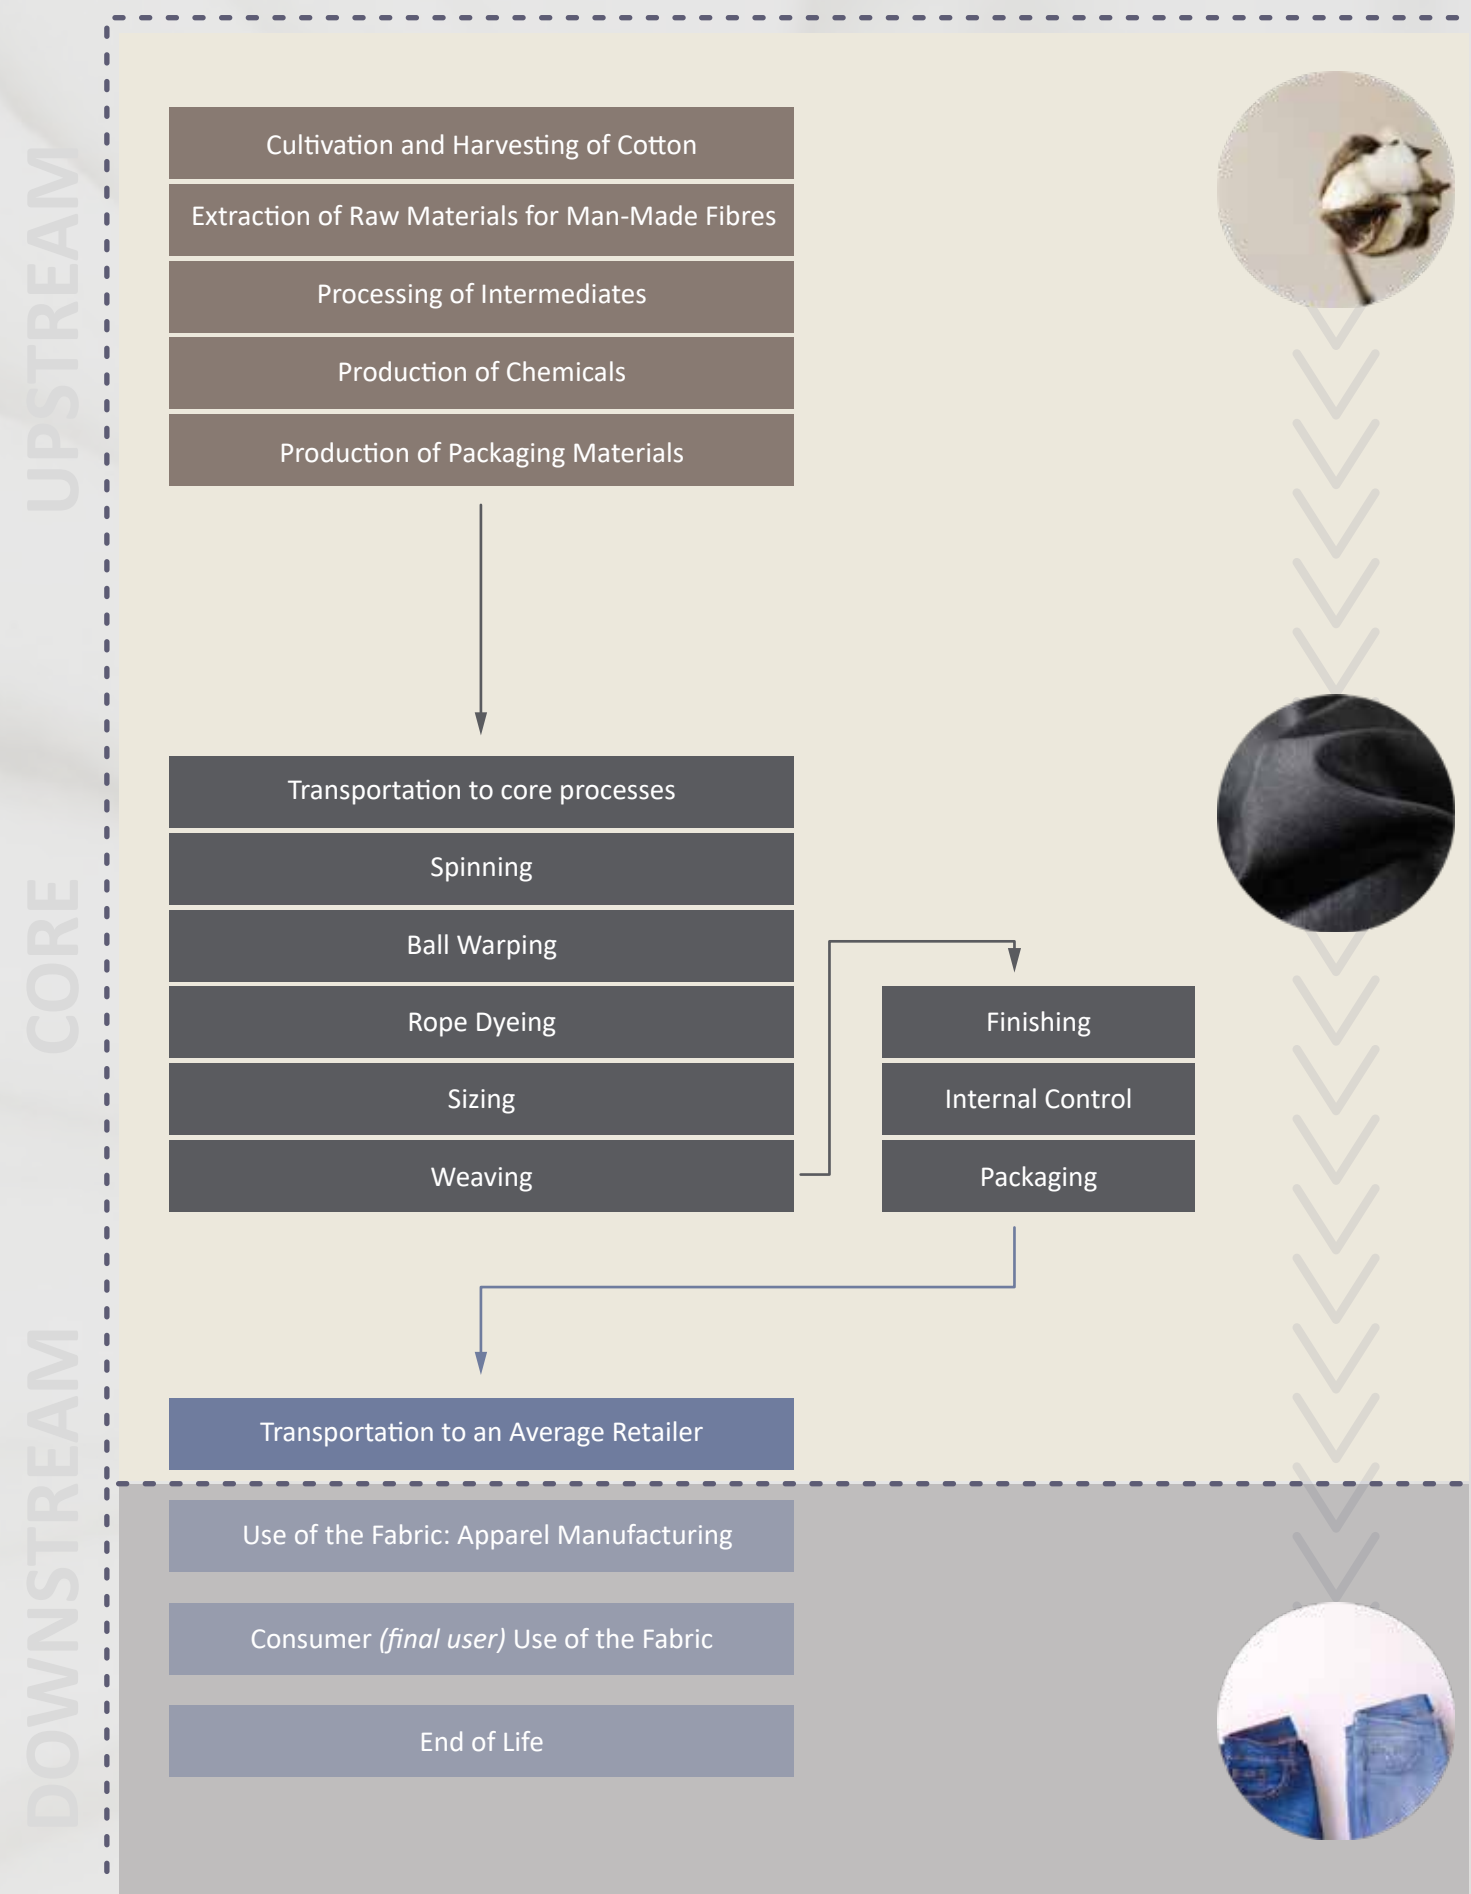 UPSTREAM
Cultivation and Harvesting of Cotton
Extraction of Raw Materials for Man-Made Fibres
Processing of Intermediates
Production of Chemicals
Production of Packaging Materials
CORE
Transportation to core processes
Spinning
Ball Warping
Rope Dyeing
Sizing
Weaving
Finishing
Internal Control
Packaging
DOWNSTREAM
Transportation to an Average Retailer
Use of the Fabric: Apparel Manufacturing
Consumer (final user) Use of the Fabric
End of Life